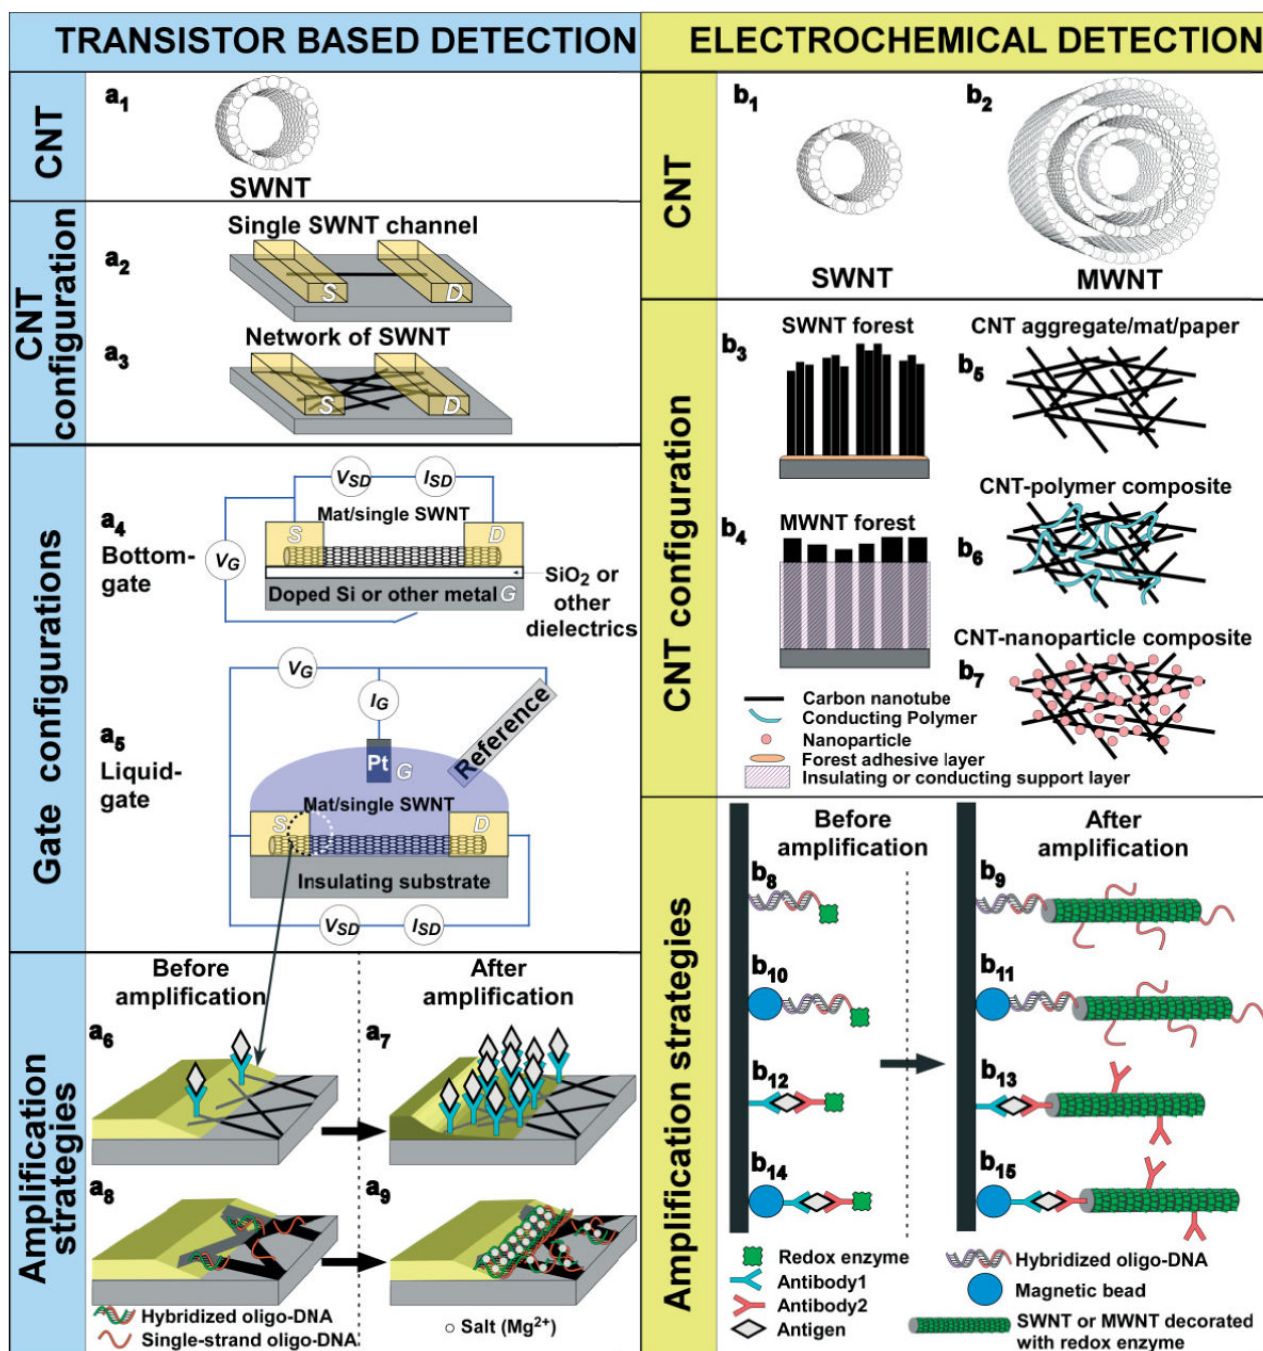 TRANSISTOR BASED DETECTION
CNT
a1
SWNT
CNT
configuration
Single SWNT channel
a2
S
D
Network of SWNT
a3
S
D
Gate configurations
VSD
ISD
a4
Bottom-
gate
Mat/single SWNT
S
D
VG
Doped Si or other metal G
SiO2 or
other
dielectrics
VG
IG
Reference
a5
Liquid-
gate
Pt
G
Mat/single SWNT
S
D
Insulating substrate
VSD
ISD
Amplification
strategies
Before
amplification
After
amplification
a6
a7
a8
a9
Hybridized oligo-DNA
Single-strand oligo-DNA
Salt (Mg2+)
ELECTROCHEMICAL DETECTION
CNT
b1
SWNT
b2
MWNT
CNT configuration
SWNT forest
b3
MWNT forest
b4
CNT aggregate/mat/paper
b5
CNT-polymer composite
b6
CNT-nanoparticle composite
b7
Carbon nanotube
Conducting Polymer
Nanoparticle
Forest adhesive layer
Insulating or conducting support layer
Amplification strategies
Before
amplification
After
amplification
b8
b9
b10
b11
b12
b13
b14
b15
Redox enzyme
Antibody1
Antibody2
Antigen
Hybridized oligo-DNA
Magnetic bead
SWNT or MWNT decorated
with redox enzyme